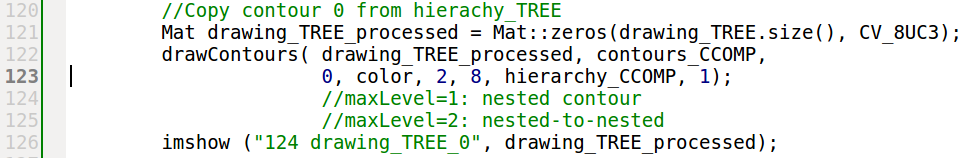 120 //Copy contour 0 from hierachy_TREE
121 Mat drawing_TREE_processed = Mat::zeros(drawing_TREE.size(), CV_8UC3);
122 drawContours( drawing_TREE_processed, contours_CCOMP,
123 0, color, 2, 8, hierarchy_CCOMP, 1);
124 //maxLevel=1: nested contour
125 //maxLevel=2: nested-to-nested
126 imshow ("124 drawing_TREE_0", drawing_TREE_processed);